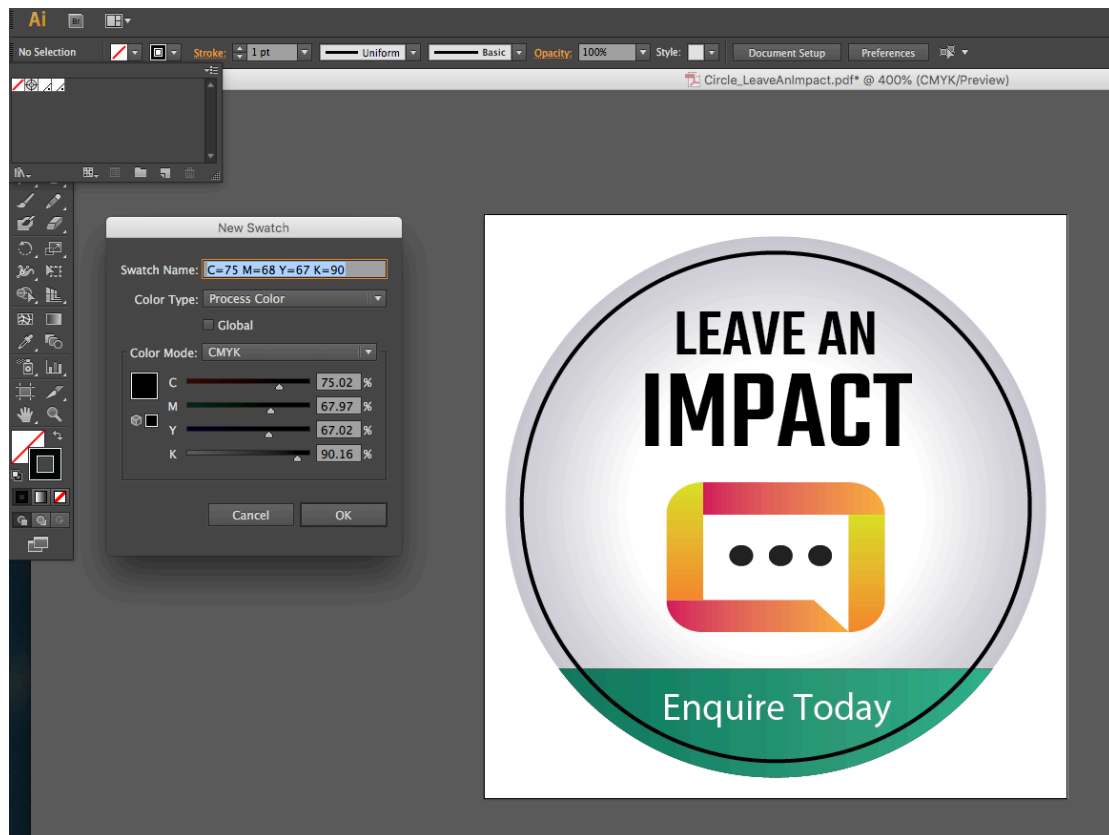 Ai Br
No Selection Stroke: 1 pt Uniform Basic Opacity: 100% Style: Document Setup Preferences
Circle_LeaveAnImpact.pdf* @ 400% (CMYK/Preview)
New Swatch
Swatch Name: C=75 M=68 Y=67 K=90
Color Type: Process Color
Global
Color Mode: CMYK
C 75.02 %
M 67.97 %
Y 67.02 %
K 90.16 %
Cancel OK
LEAVE AN
IMPACT
Enquire Today